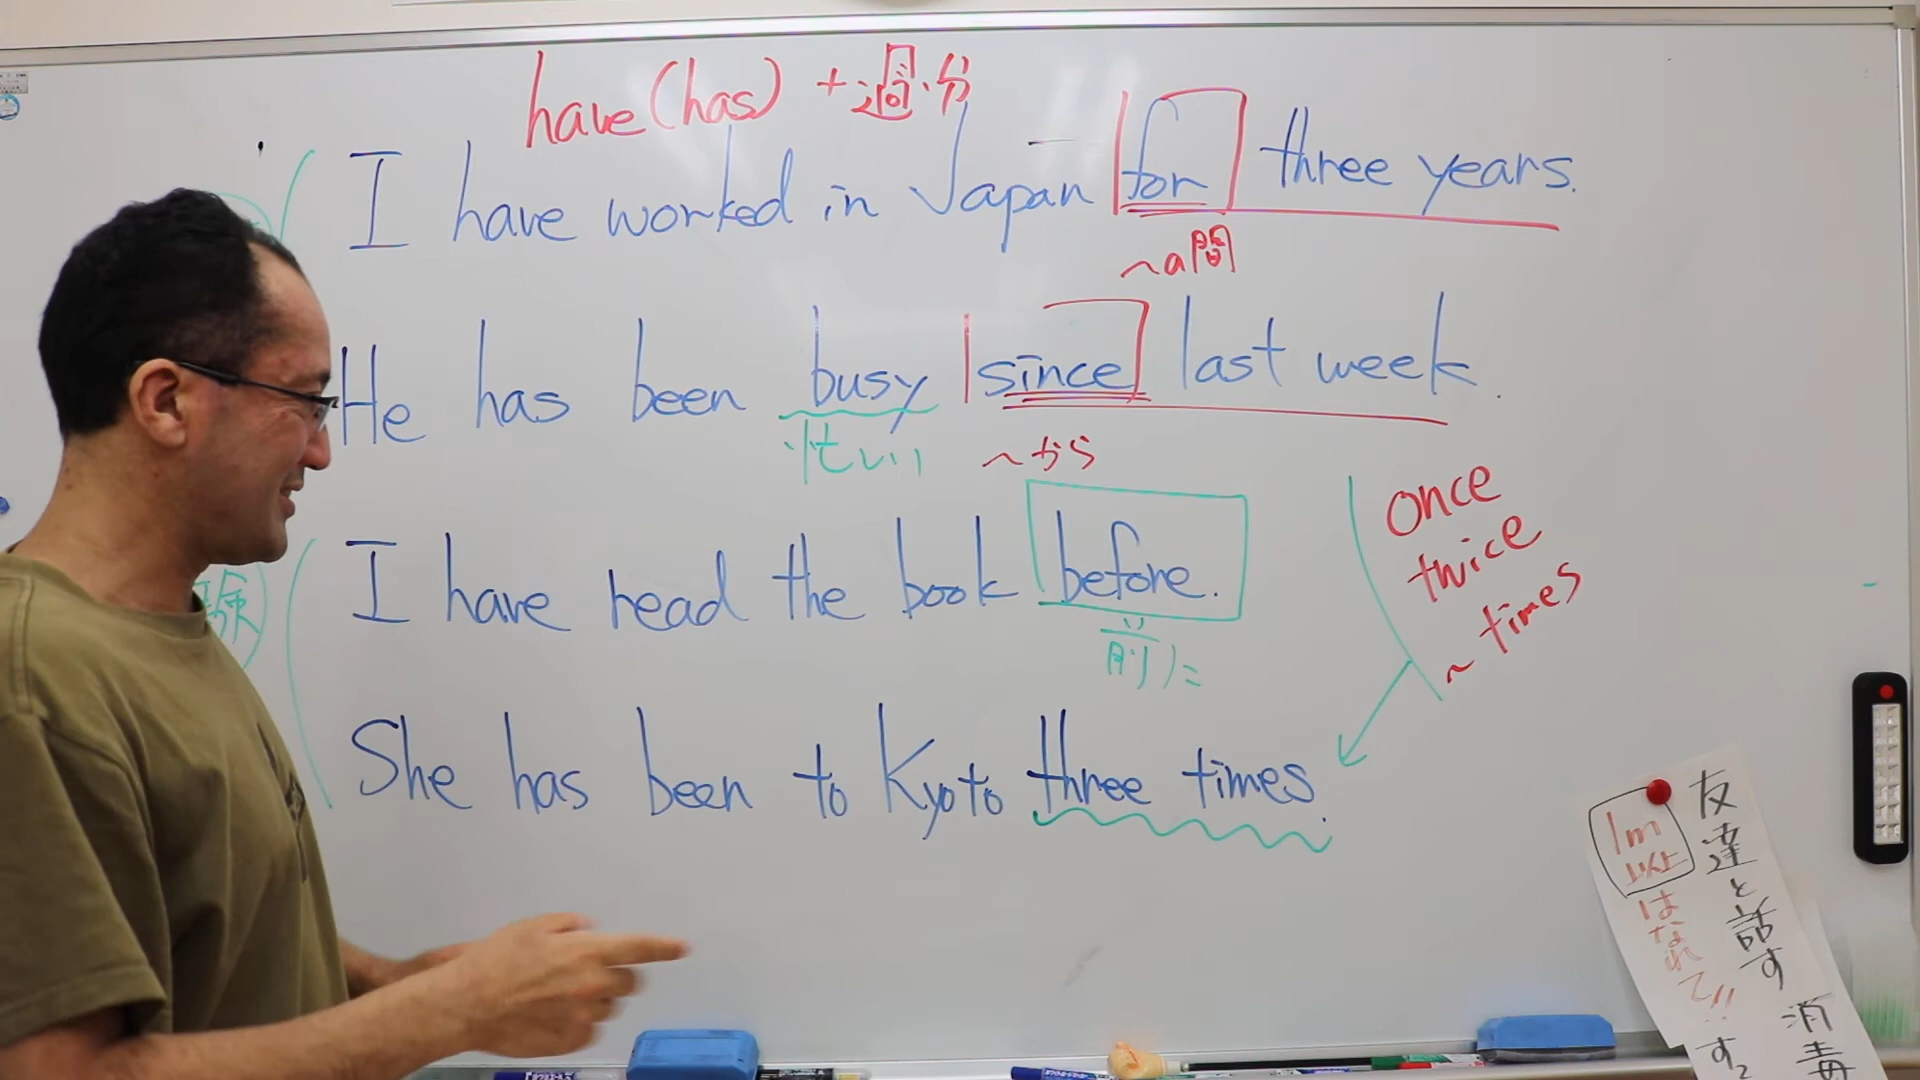 have(has) + 過・分
I have worked in Japan for three years.
~の間
He has been busy since last week.
忙しい
~から
I have read the book before.
前に
験
She has been to Kyoto three times.
once
twice
~ times
友達と話す
1m以上はなれて!!
消毒